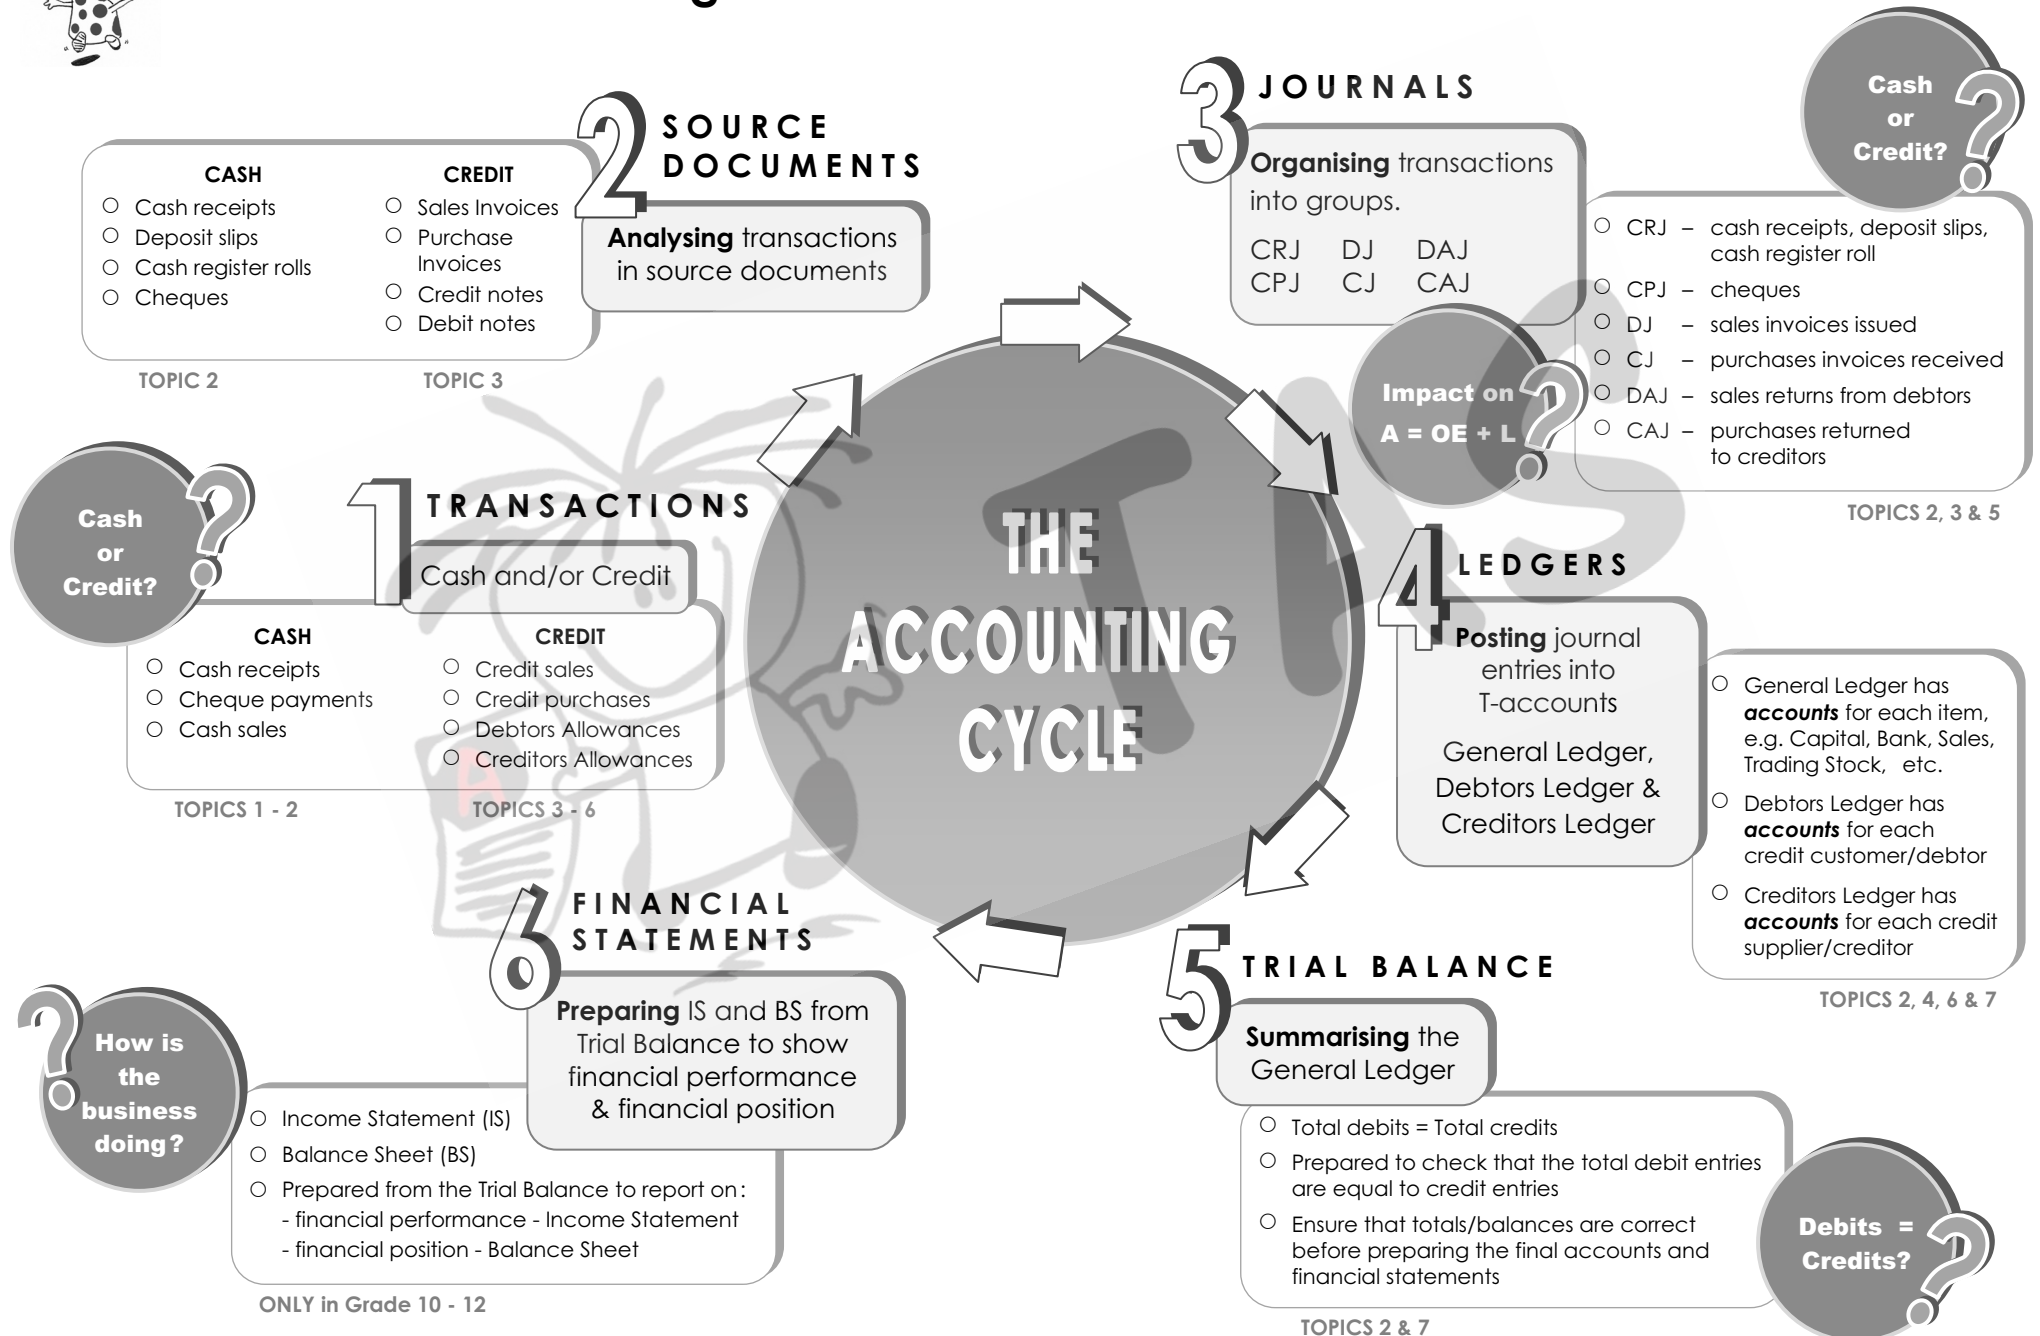 THE
ACCOUNTING
CYCLE
1
TRANSACTIONS
Cash and/or Credit
Cash
or
Credit?
CASH
○ Cash receipts
○ Cheque payments
○ Cash sales
CREDIT
○ Credit sales
○ Credit purchases
○ Debtors Allowances
○ Creditors Allowances
TOPICS 1 - 2
TOPICS 3 - 6
2
SOURCE
DOCUMENTS
Analysing transactions
in source documents
CASH
○ Cash receipts
○ Deposit slips
○ Cash register rolls
○ Cheques
CREDIT
○ Sales Invoices
○ Purchase
Invoices
○ Credit notes
○ Debit notes
TOPIC 2
TOPIC 3
3
JOURNALS
Organising transactions
into groups.
CRJ DJ DAJ
CPJ CJ CAJ
Cash
or
Credit?
Impact on
A = OE + L
○ CRJ – cash receipts, deposit slips,
cash register roll
○ CPJ – cheques
○ DJ – sales invoices issued
○ CJ – purchases invoices received
○ DAJ – sales returns from debtors
○ CAJ – purchases returned
to creditors
TOPICS 2, 3 & 5
4
LEDGERS
Posting journal
entries into
T-accounts
General Ledger,
Debtors Ledger &
Creditors Ledger
○ General Ledger has
accounts for each item,
e.g. Capital, Bank, Sales,
Trading Stock, etc.
○ Debtors Ledger has
accounts for each
credit customer/debtor
○ Creditors Ledger has
accounts for each credit
supplier/creditor
TOPICS 2, 4, 6 & 7
5
TRIAL BALANCE
Summarising the
General Ledger
○ Total debits = Total credits
○ Prepared to check that the total debit entries
are equal to credit entries
○ Ensure that totals/balances are correct
before preparing the final accounts and
financial statements
Debits =
Credits?
TOPICS 2 & 7
6
FINANCIAL
STATEMENTS
Preparing IS and BS from
Trial Balance to show
financial performance
& financial position
How is
the
business
doing?
○ Income Statement (IS)
○ Balance Sheet (BS)
○ Prepared from the Trial Balance to report on:
- financial performance - Income Statement
- financial position - Balance Sheet
ONLY in Grade 10 - 12
TAS
A